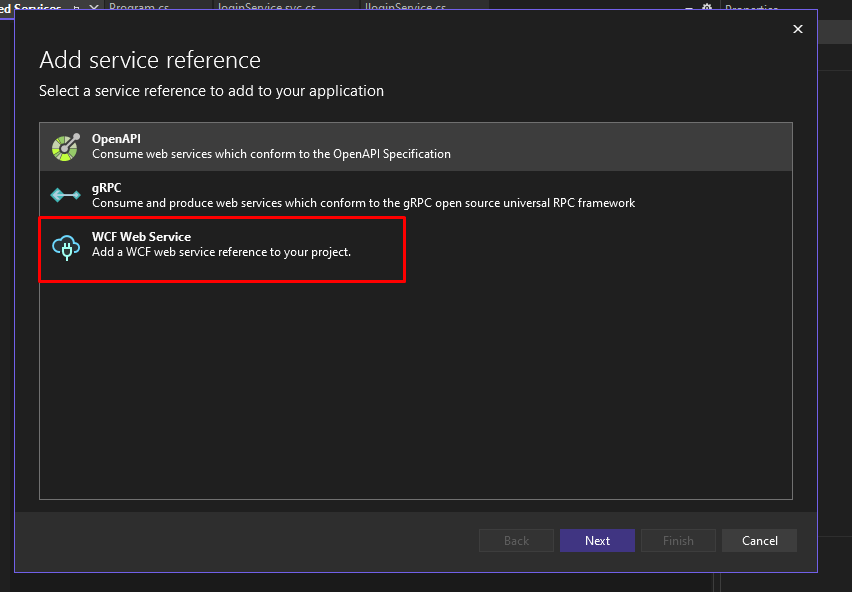 ed Services
Program.cs
loginService.svc.cs
IloginService.cs
Properties
Add service reference
Select a service reference to add to your application
OpenAPI
Consume web services which conform to the OpenAPI Specification
gRPC
Consume and produce web services which conform to the gRPC open source universal RPC framework
WCF Web Service
Add a WCF web service reference to your project.
Back
Next
Finish
Cancel